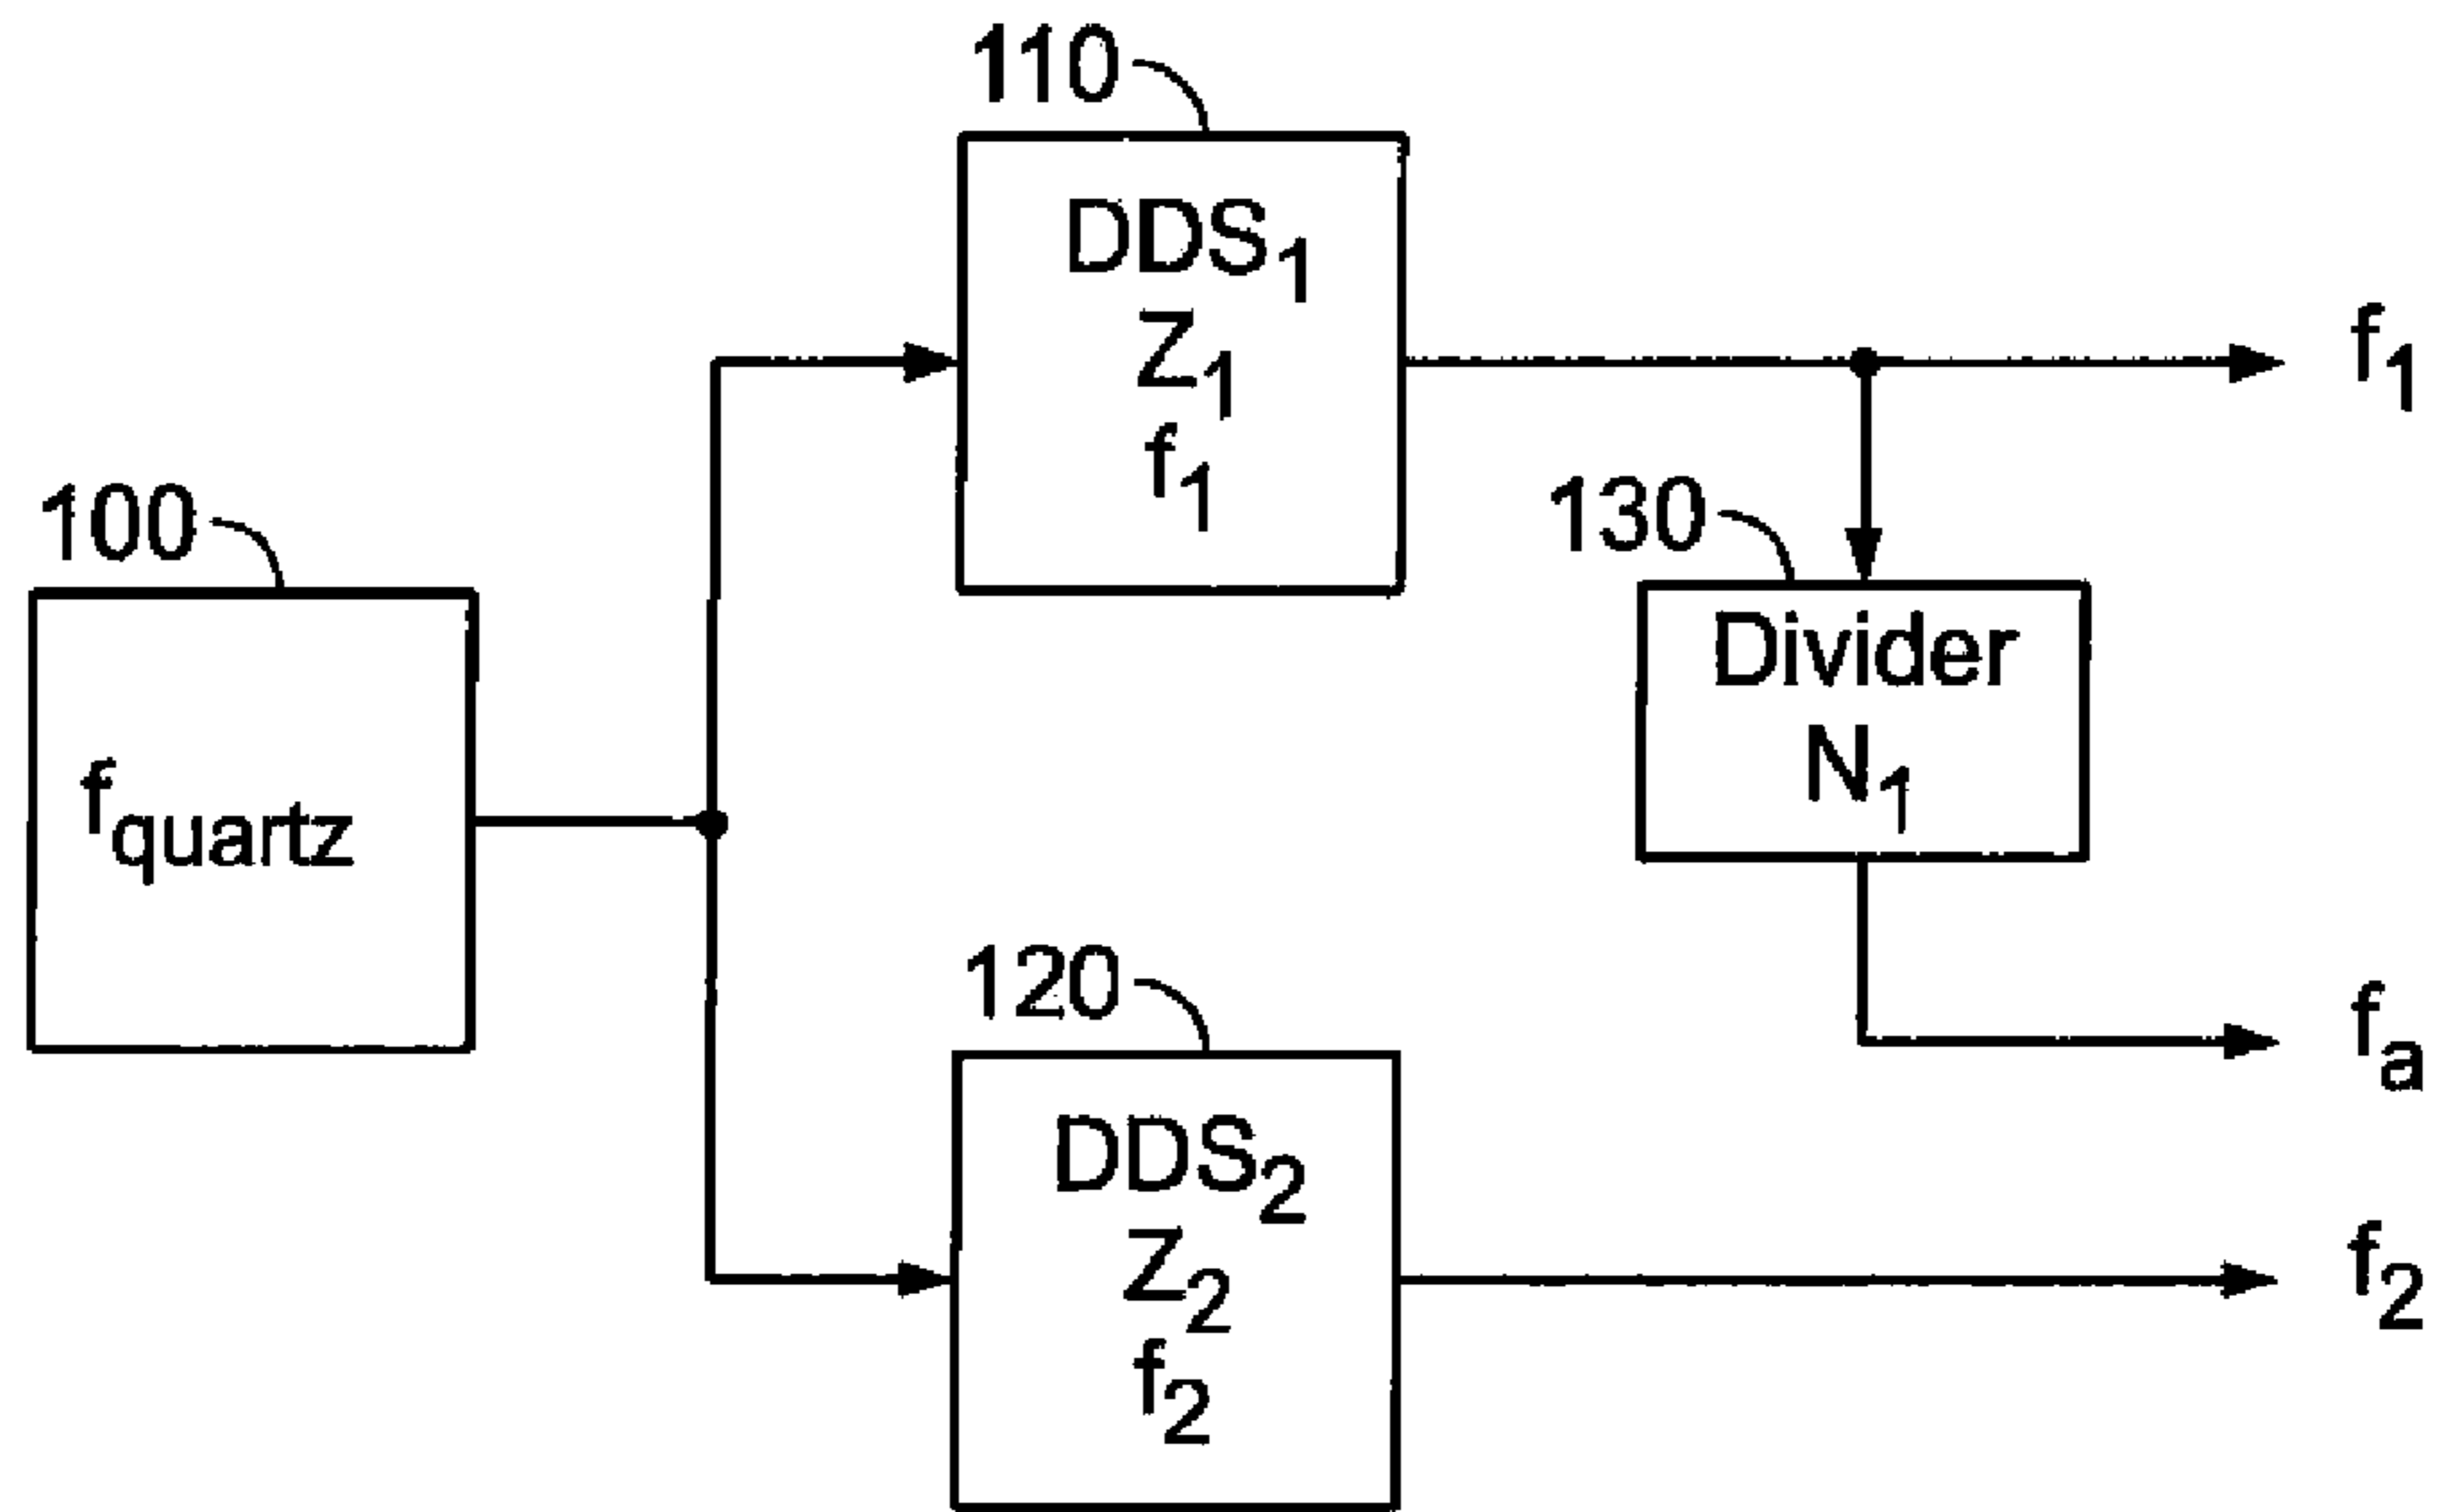 110
DDS1
Z1
f1
f1
100
fquartz
130
Divider
N1
fa
120
DDS2
Z2
f2
f2